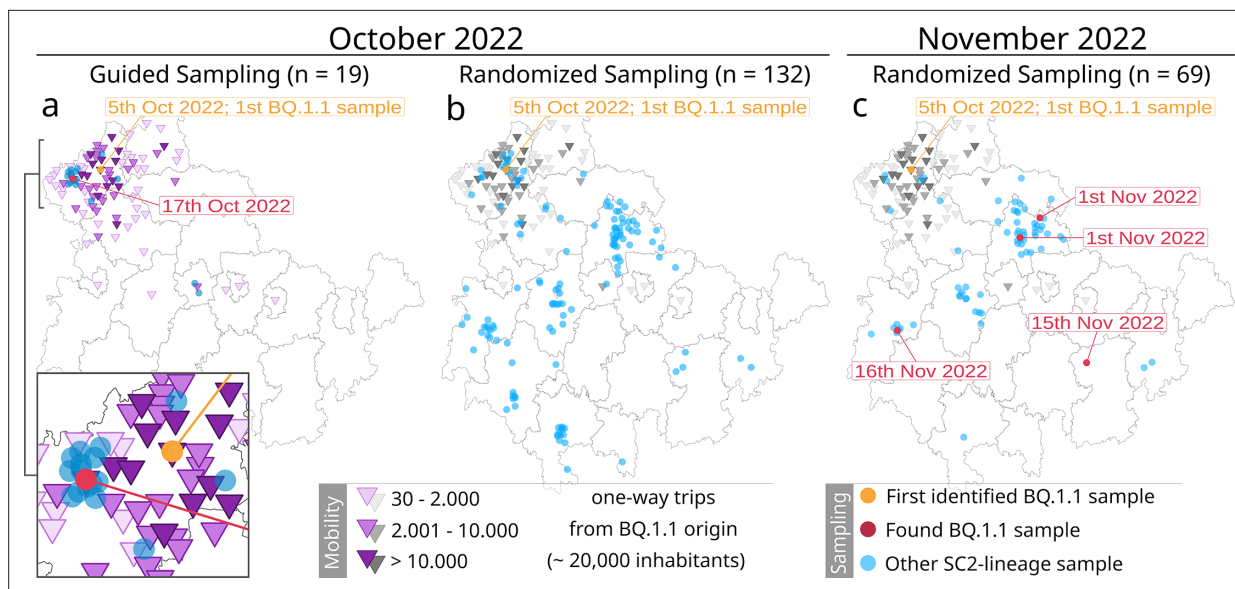 October 2022
November 2022
Guided Sampling (n = 19)
Randomized Sampling (n = 132)
Randomized Sampling (n = 69)
a
5th Oct 2022; 1st BQ.1.1 sample
b
5th Oct 2022; 1st BQ.1.1 sample
c
5th Oct 2022; 1st BQ.1.1 sample
17th Oct 2022
1st Nov 2022
1st Nov 2022
15th Nov 2022
16th Nov 2022
Mobility
30 - 2.000
2.001 - 10.000
> 10.000
one-way trips
from BQ.1.1 origin
(~ 20,000 inhabitants)
Sampling
First identified BQ.1.1 sample
Found BQ.1.1 sample
Other SC2-lineage sample